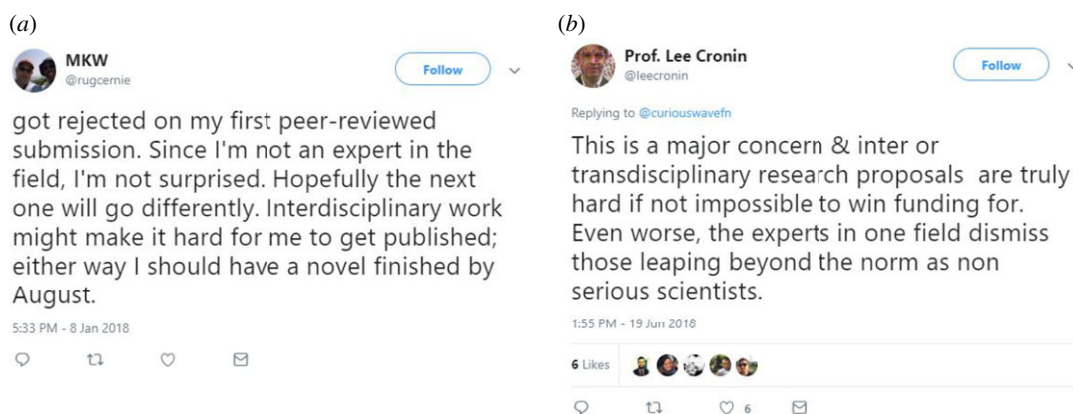 (a)
MKW
@rugcernie
Follow
got rejected on my first peer-reviewed
submission. Since I'm not an expert in the
field, I'm not surprised. Hopefully the next
one will go differently. Interdisciplinary work
might make it hard for me to get published;
either way I should have a novel finished by
August.
5:33 PM - 8 Jan 2018
(b)
Prof. Lee Cronin
@leecronin
Follow
Replying to @curiouswavefn
This is a major concern & inter or
transdisciplinary research proposals are truly
hard if not impossible to win funding for.
Even worse, the experts in one field dismiss
those leaping beyond the norm as non
serious scientists.
1:55 PM - 19 Jun 2018
6 Likes
6